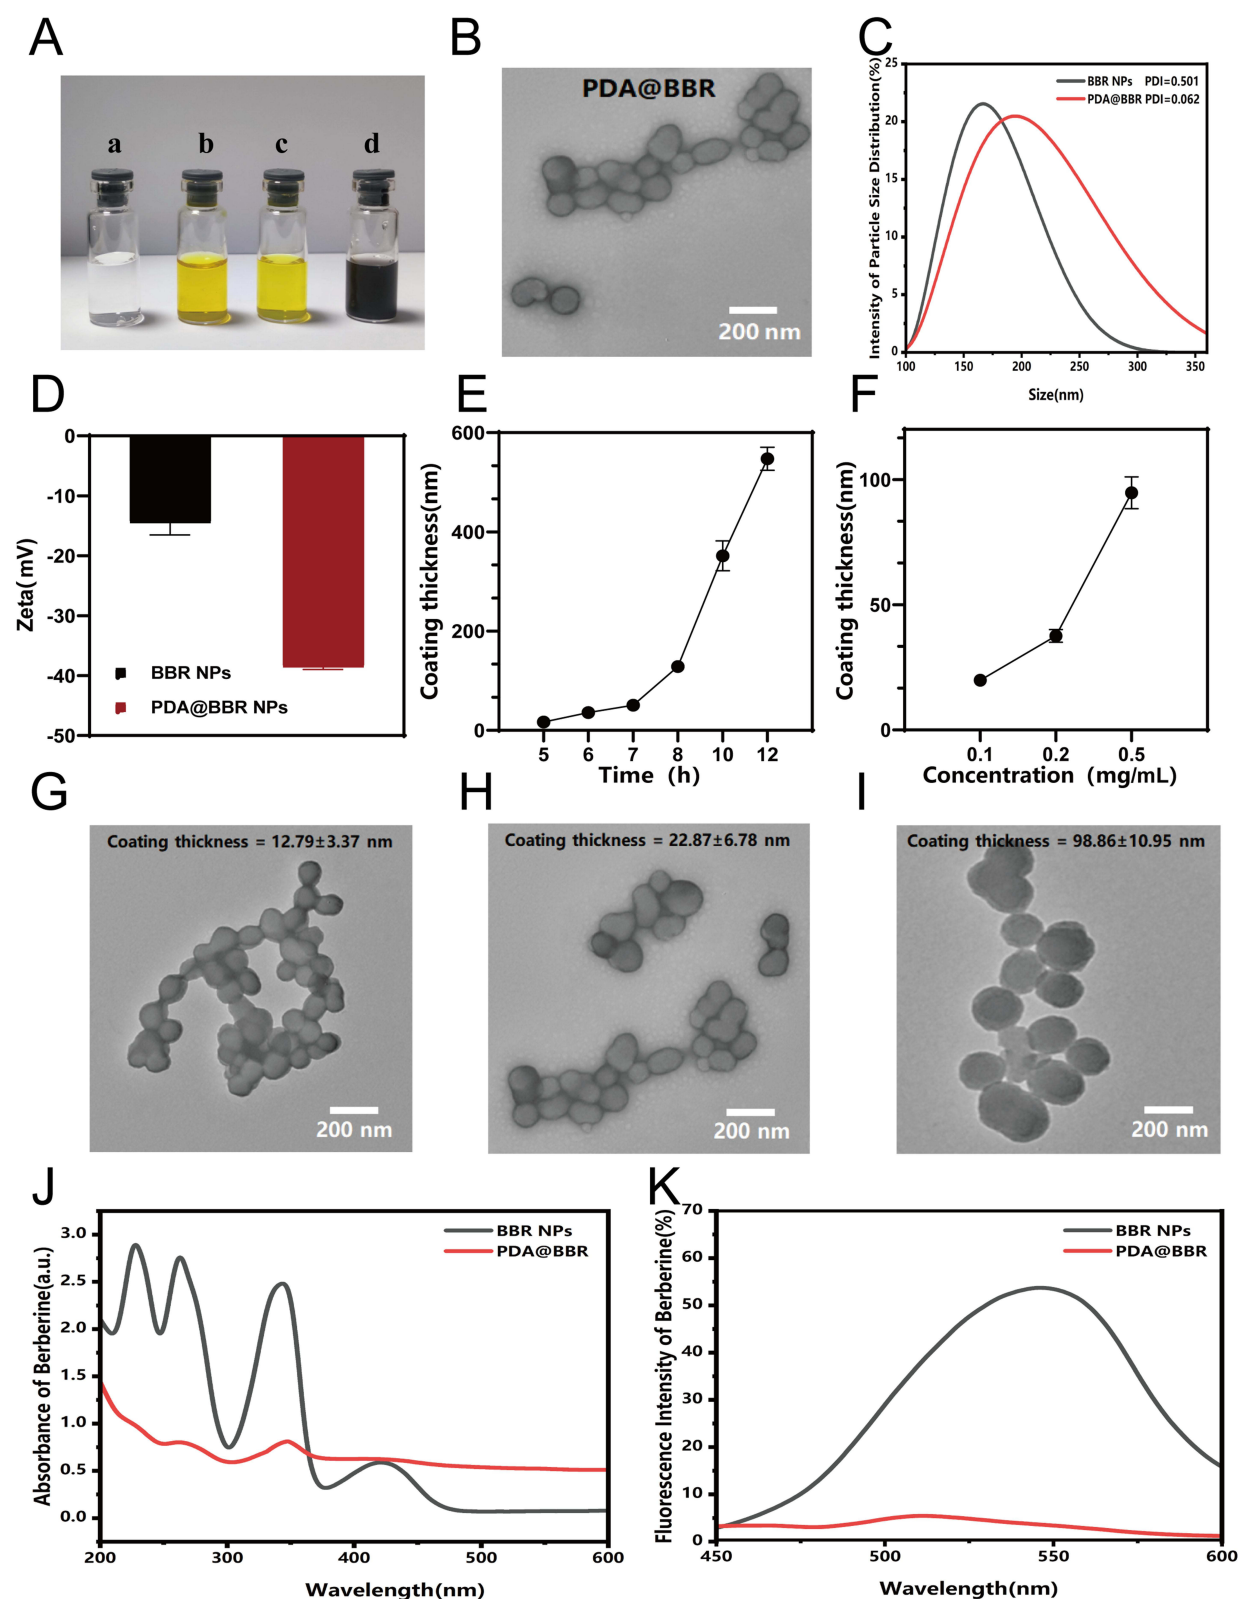 A
a b c d
B
PDA@BBR
200 nm
C
Intensity of Particle Size Distribution(%)
25
20
15
10
5
0
BBR NPs PDI=0.501
PDA@BBR PDI=0.062
100 150 200 250 300 350
Size(nm)
D
Zeta( mV)
0
-10
-20
-30
-40
-50
BBR NPs
PDA@BBR NPs
E
Coating thickness(nm)
600
400
200
0
5 6 7 8 10 12
Time (h)
F
Coating thickness(nm)
100
50
0
0.1 0.2 0.5
Concentration (mg/mL)
G
Coating thickness = 12.79±3.37 nm
200 nm
H
Coating thickness = 22.87±6.78 nm
200 nm
I
Coating thickness = 98.86±10.95 nm
200 nm
J
Absorbance of Berberine(a.u.)
3.0
2.5
2.0
1.5
1.0
0.5
0.0
BBR NPs
PDA@BBR
200 300 400 500 600
Wavelength(nm)
K
Fluorescence Intensity of Berberine(%)
70
60
50
40
30
20
10
0
BBR NPs
PDA@BBR
450 500 550 600
Wavelength(nm)